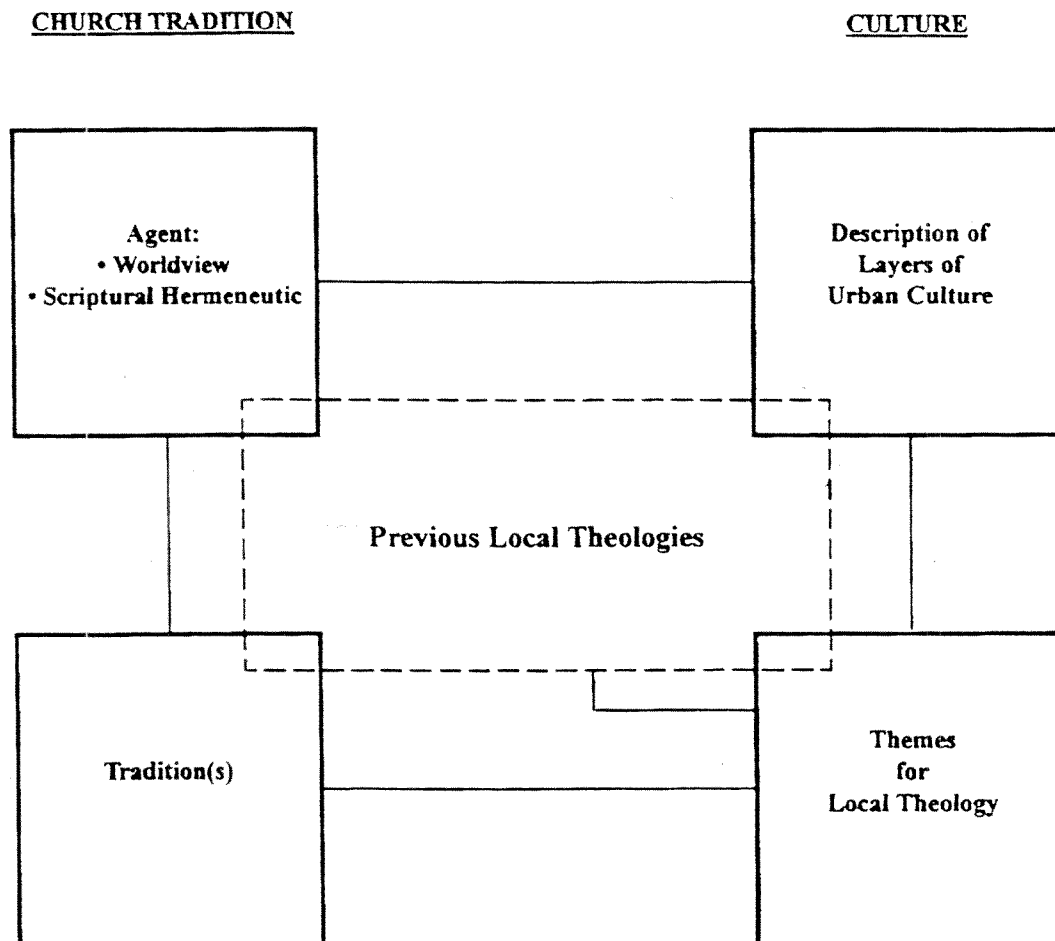 CHURCH TRADITION
CULTURE
Agent:
• Worldview
• Scriptural Hermeneutic
Description of
Layers of
Urban Culture
Previous Local Theologies
Tradition(s)
Themes
for
Local Theology